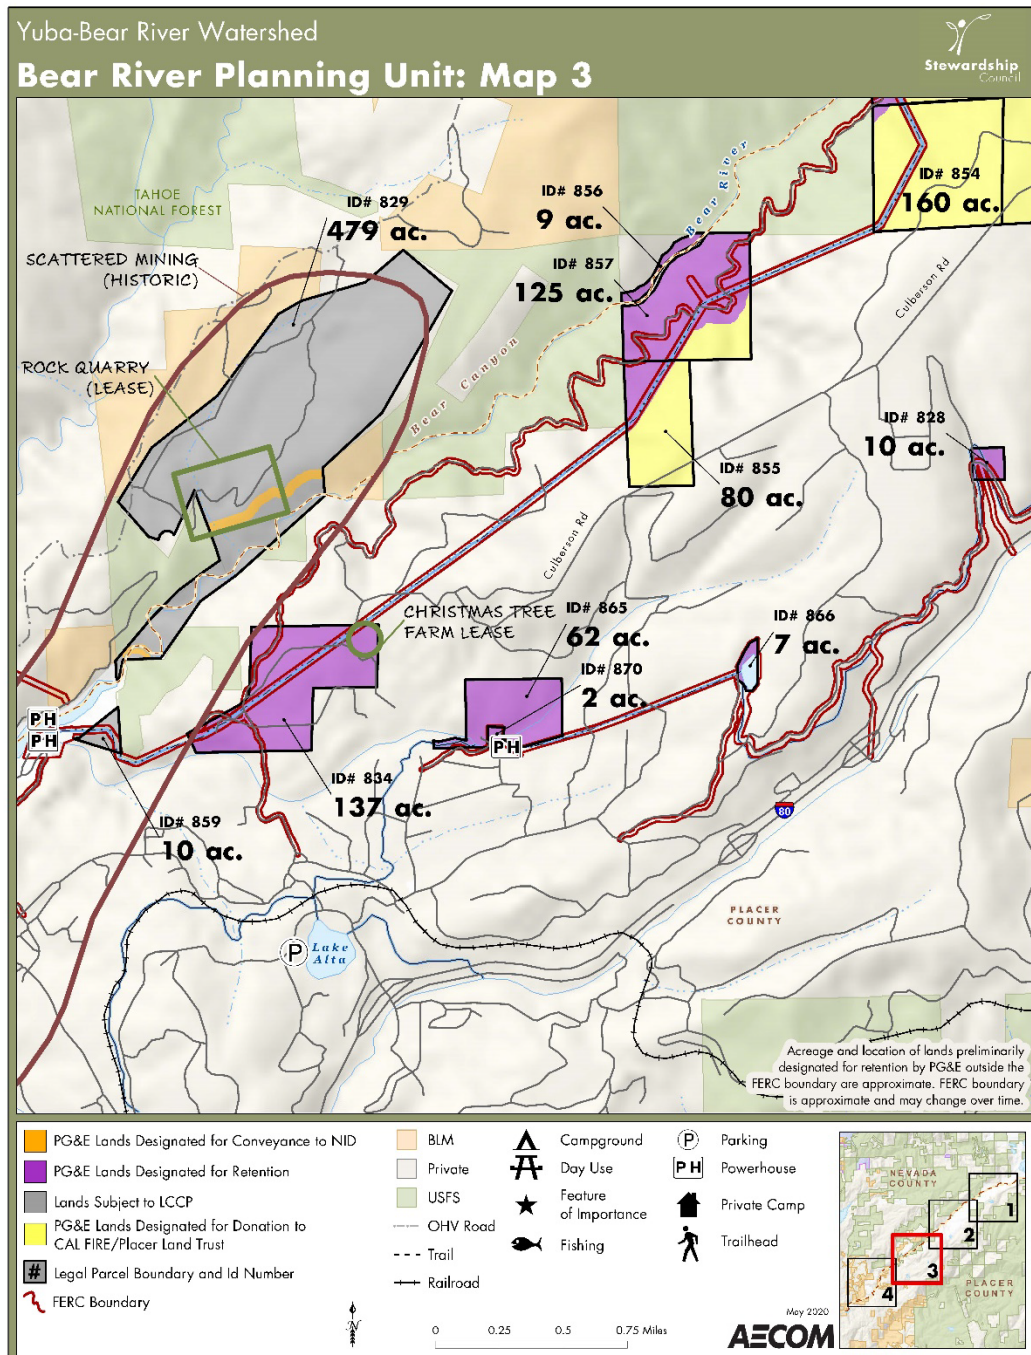 Yuba-Bear River Watershed
Bear River Planning Unit: Map 3
Stewardship
Council
TAHOE
NATIONAL FOREST
ID# 829
479 ac.
SCATTERED MINING
(HISTORIC)
ROCK QUARRY
(LEASE)
ID# 856
9 ac.
ID# 857
125 ac.
Bear River
ID# 854
160 ac.
Culberson Rd
Bear Canyon
ID# 828
10 ac.
ID# 855
80 ac.
Culberson Rd
CHRISTMAS TREE
FARM LEASE
ID# 865
62 ac.
ID# 870
2 ac.
ID# 866
7 ac.
PH
PH
PH
ID# 834
137 ac.
ID# 859
10 ac.
80
PLACER
COUNTY
P
Lake
Alta
Acreage and location of lands preliminarily
designated for retention by PG&E outside the
FERC boundary are approximate. FERC boundary
is approximate and may change over time.
PG&E Lands Designated for Conveyance to NID
PG&E Lands Designated for Retention
Lands Subject to LCCP
PG&E Lands Designated for Donation to
CAL FIRE/Placer Land Trust
# Legal Parcel Boundary and Id Number
FERC Boundary
BLM
Private
USFS
OHV Road
Trail
Railroad
Campground
Day Use
Feature
of Importance
Fishing
P Parking
PH Powerhouse
Private Camp
Trailhead
N
0 0.25 0.5 0.75 Miles
May 2020
AECOM
NEVADA
COUNTY
1
2
3
4
PLACER
COUNTY